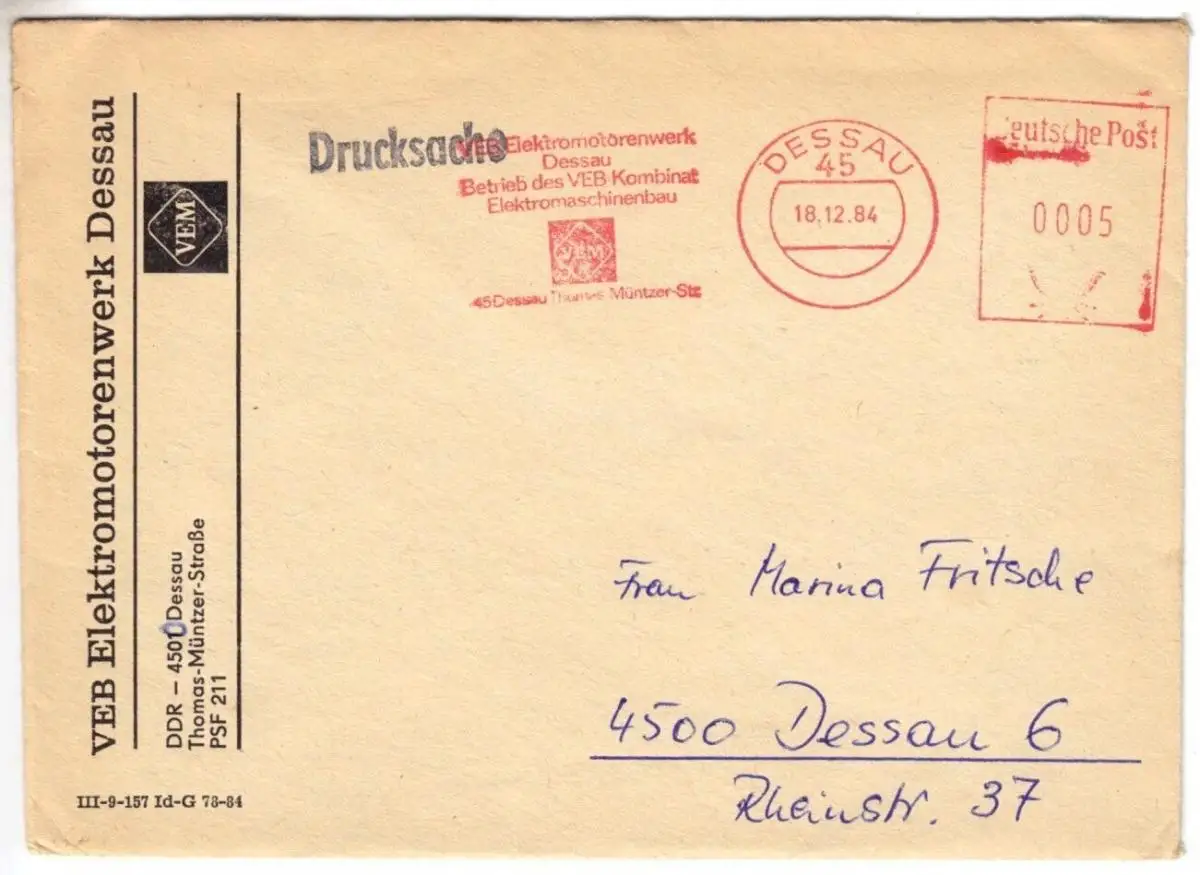 VEB Elektromotorenwerk Dessau
VEM
DDR – 4500 Dessau
Thomas-Müntzer-Straße
PSF 211
III-9-157 Id-G 78-84
Drucksache
VEB Elektromotorenwerk
Dessau
Betrieb des VEB Kombinat
Elektromaschinenbau
VEM
45 Dessau Thomas Müntzer-Str.
DESSAU
45
18.12.84
Deutsche Post
0005
Frau Marina Fritsche
4500 Dessau 6
Rheinstr. 37